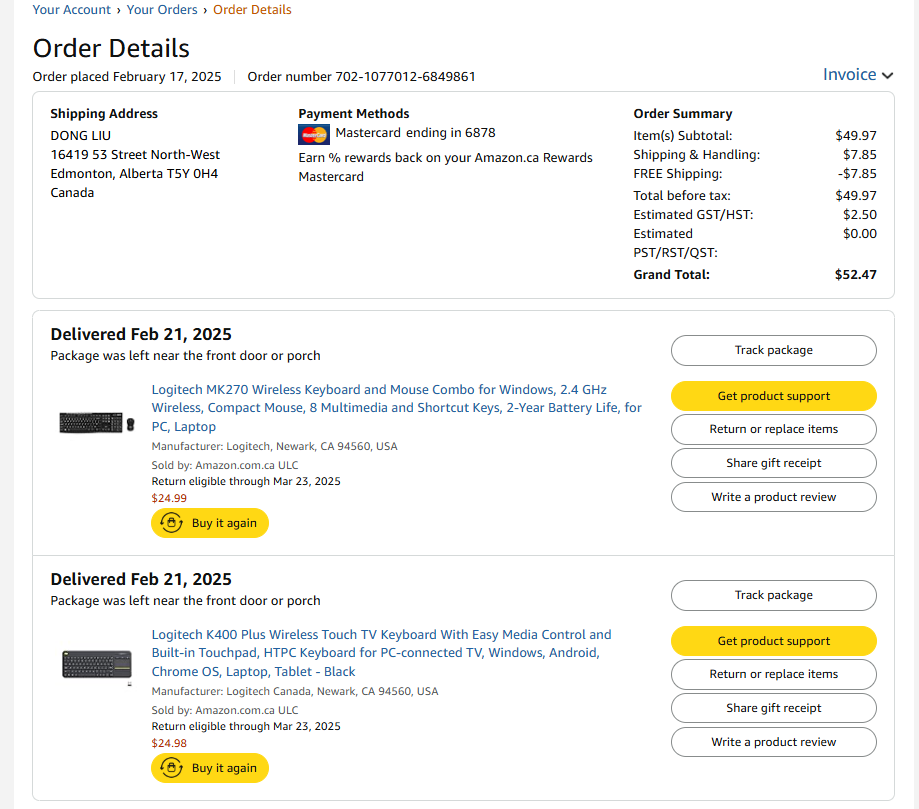 Your Account › Your Orders › Order Details
Order Details
Order placed February 17, 2025 Order number 702-1077012-6849861
Invoice
Shipping Address
DONG LIU
16419 53 Street North-West
Edmonton, Alberta T5Y 0H4
Canada
Payment Methods
MasterCard
Mastercard ending in 6878
Earn % rewards back on your Amazon.ca Rewards
Mastercard
Order Summary
Item(s) Subtotal: $49.97
Shipping & Handling: $7.85
FREE Shipping: -$7.85
Total before tax: $49.97
Estimated GST/HST: $2.50
Estimated $0.00
PST/RST/QST:
Grand Total: $52.47
Delivered Feb 21, 2025
Package was left near the front door or porch
Logitech MK270 Wireless Keyboard and Mouse Combo for Windows, 2.4 GHz
Wireless, Compact Mouse, 8 Multimedia and Shortcut Keys, 2-Year Battery Life, for
PC, Laptop
Manufacturer: Logitech, Newark, CA 94560, USA
Sold by: Amazon.com.ca ULC
Return eligible through Mar 23, 2025
$24.99
Buy it again
Track package
Get product support
Return or replace items
Share gift receipt
Write a product review
Delivered Feb 21, 2025
Package was left near the front door or porch
Logitech K400 Plus Wireless Touch TV Keyboard With Easy Media Control and
Built-in Touchpad, HTPC Keyboard for PC-connected TV, Windows, Android,
Chrome OS, Laptop, Tablet - Black
Manufacturer: Logitech Canada, Newark, CA 94560, USA
Sold by: Amazon.com.ca ULC
Return eligible through Mar 23, 2025
$24.98
Buy it again
Track package
Get product support
Return or replace items
Share gift receipt
Write a product review